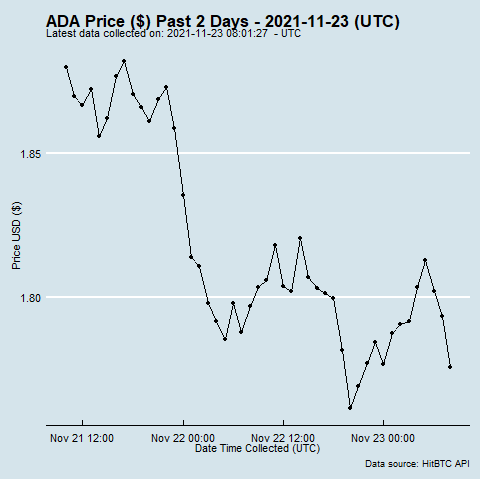 ADA Price ($) Past 2 Days - 2021-11-23 (UTC)
Latest data collected on: 2021-11-23 08:01:27 - UTC
1.85
1.80
Price USD ($)
Nov 21 12:00 Nov 22 00:00 Nov 22 12:00 Nov 23 00:00
Date Time Collected (UTC)
Data source: HitBTC API